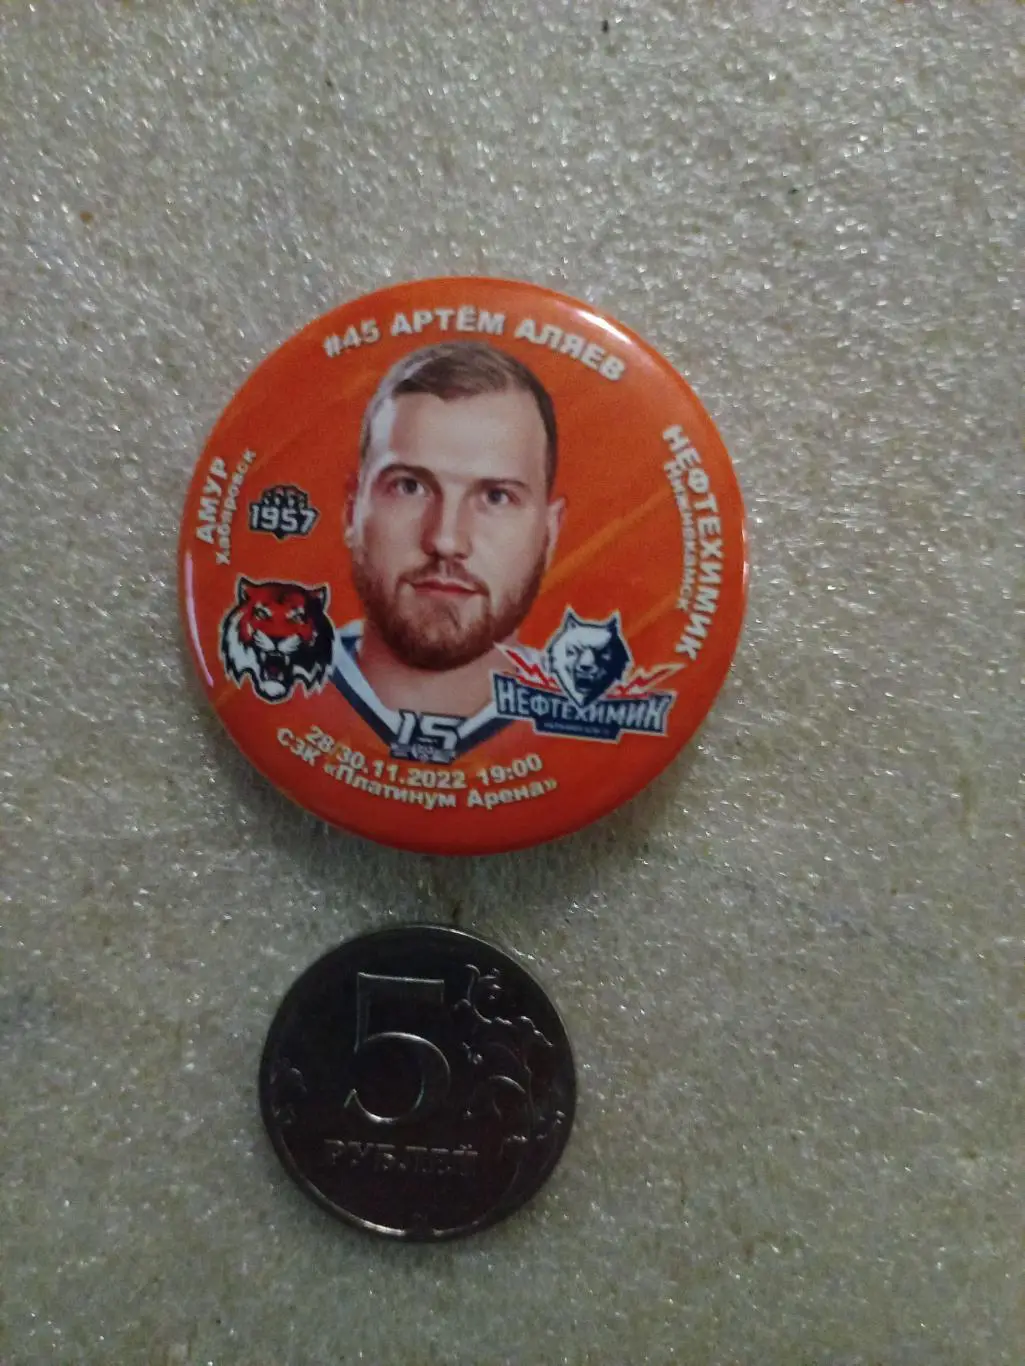 #45 АРТЁМ АЛЯЕВ
АМУР
Хабаровск
1957
НЕФТЕХИМИК
Нижнекамск
НЕФТЕХИМИК
15
28/30.11.2022 19:00
СЗК «Платинум Арена»
5
РУБЛЕЙ